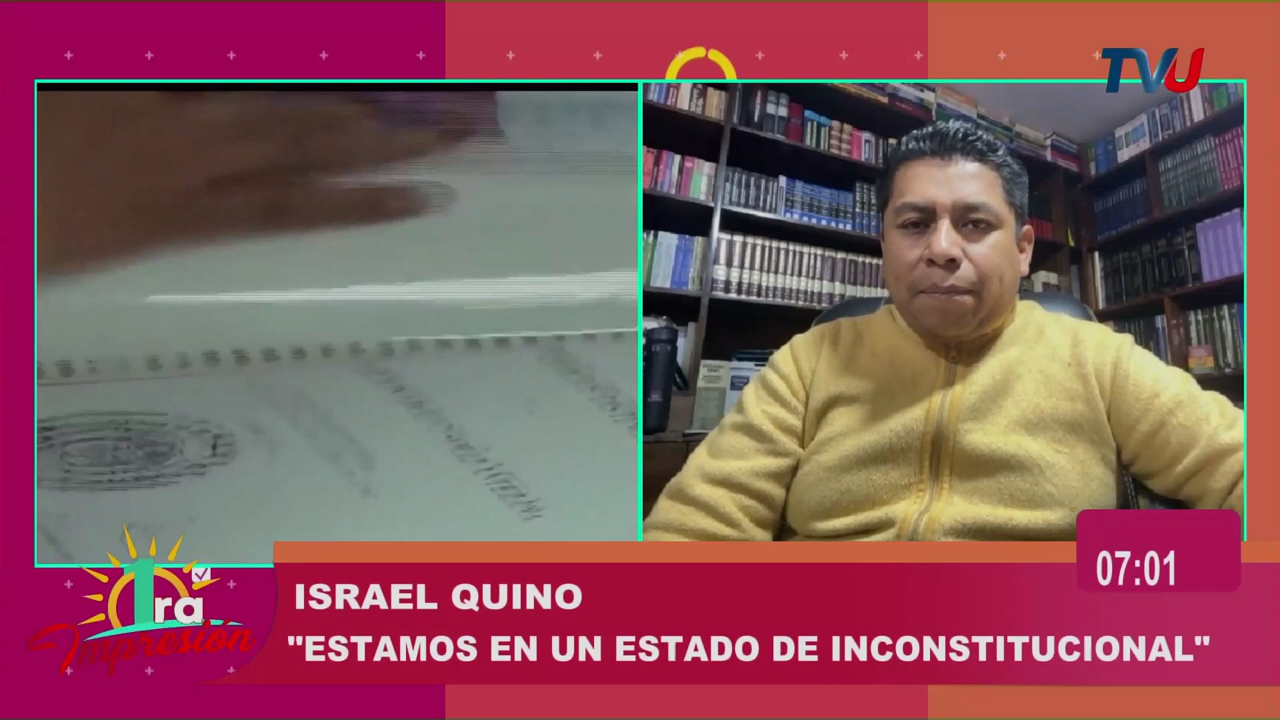 TVU
07:01
1ra
Impresión
ISRAEL QUINO
"ESTAMOS EN UN ESTADO DE INCONSTITUCIONAL"